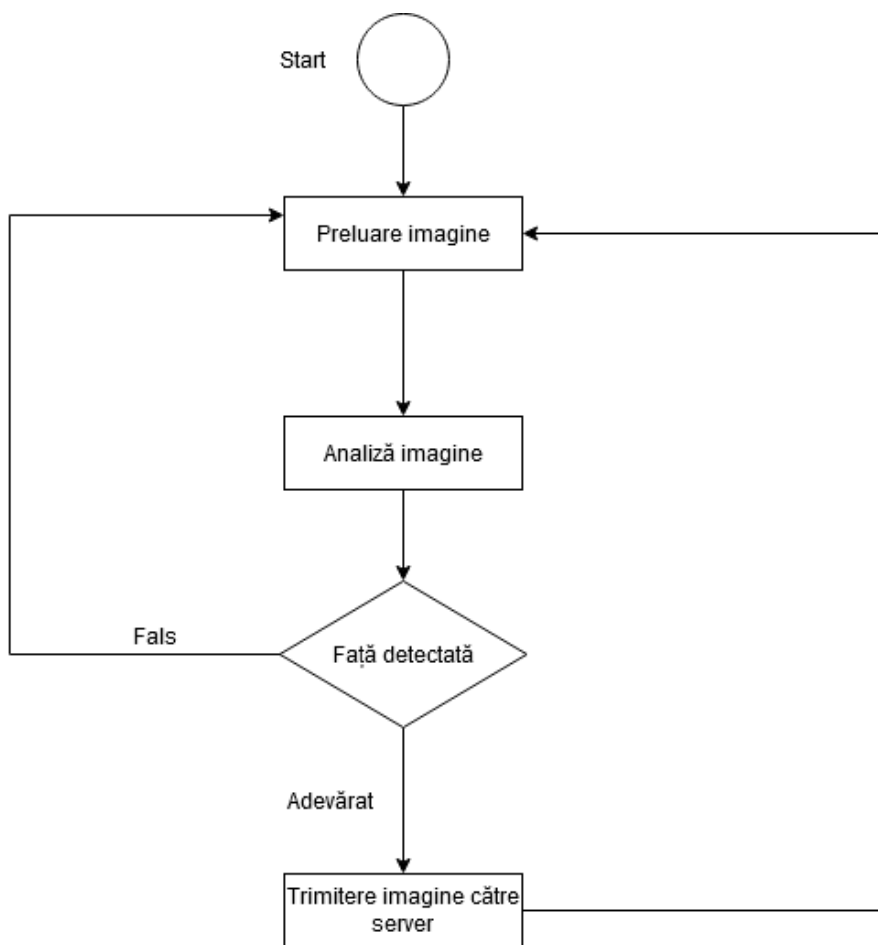 Start
Preluare imagine
Analiză imagine
Față detectată
Fals
Adevărat
Trimitere imagine către
server